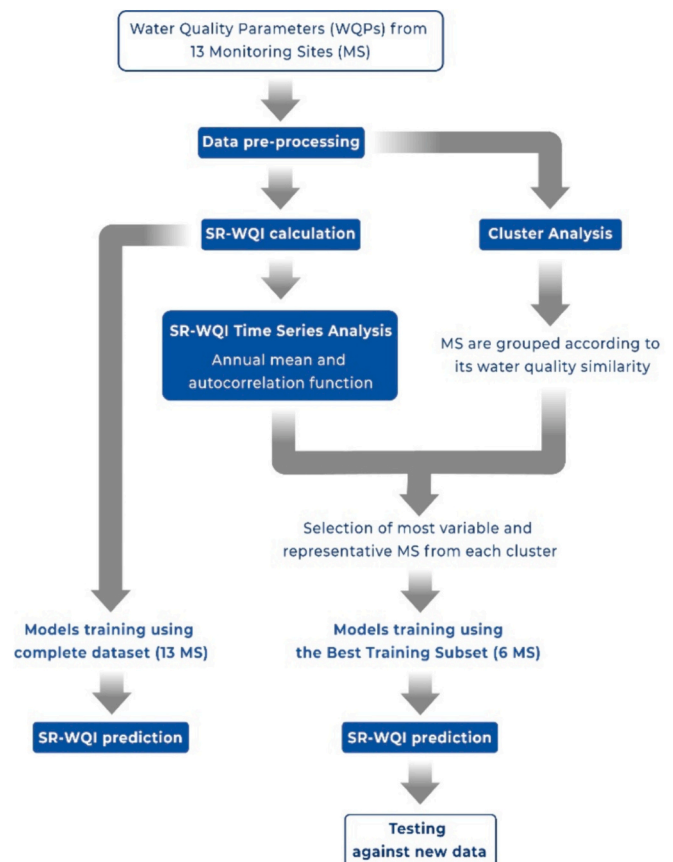 Water Quality Parameters (WQPs) from
13 Monitoring Sites (MS)
Data pre-processing
SR-WQI calculation
Cluster Analysis
SR-WQI Time Series Analysis
Annual mean and
autocorrelation function
MS are grouped according to
its water quality similarity
Selection of most variable and
representative MS from each cluster
Models training using
complete dataset (13 MS)
Models training using
the Best Training Subset (6 MS)
SR-WQI prediction
SR-WQI prediction
Testing
against new data